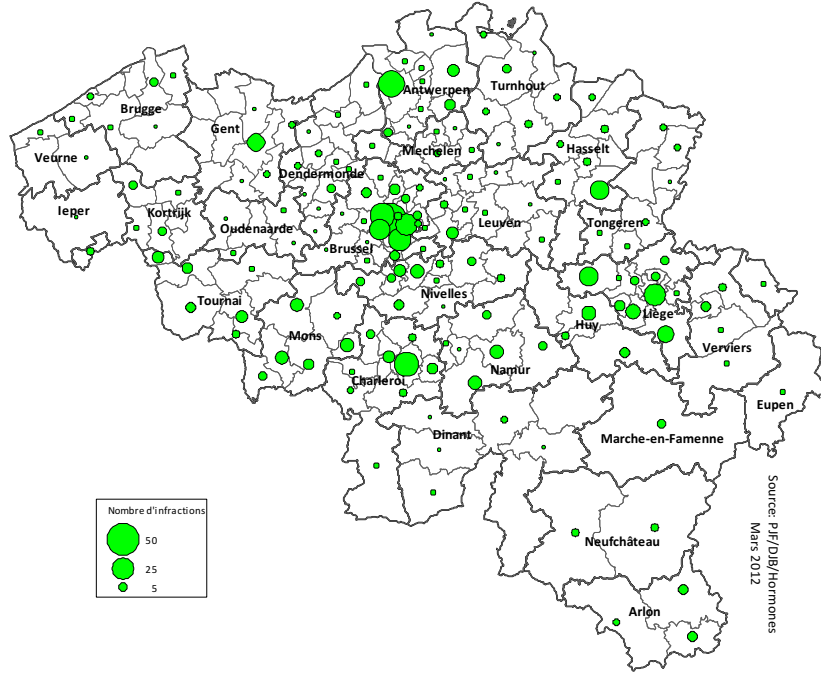 Turnhout
Antwerpen
Brugge
Gent
Mechelen
Hasselt
Veurne
Dendermonde
Ieper
Kortrijk
Oudenaarde
Leuven
Tongeren
Brussel
Nivelles
Tournai
Liège
Huy
Mons
Verviers
Namur
Charleroi
Eupen
Dinant
Marche-en-Famenne
Source: PJF/DJB/Hormones
Mars 2012
Nombre d'infractions
50
25
5
Neufchâteau
Arlon